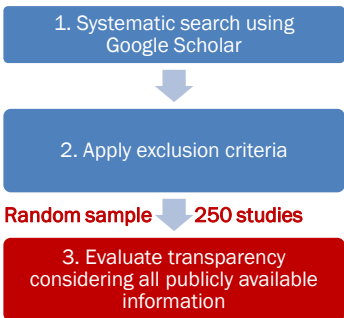 1. Systematic search using
Google Scholar
2. Apply exclusion criteria
Random sample 250 studies
3. Evaluate transparency
considering all publicly available
information